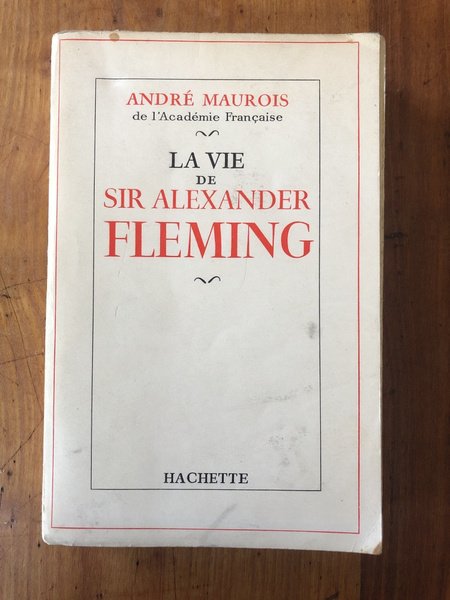 ANDRÉ MAUROIS
de l'Académie Française
LA VIE
DE
SIR ALEXANDER
FLEMING
HACHETTE